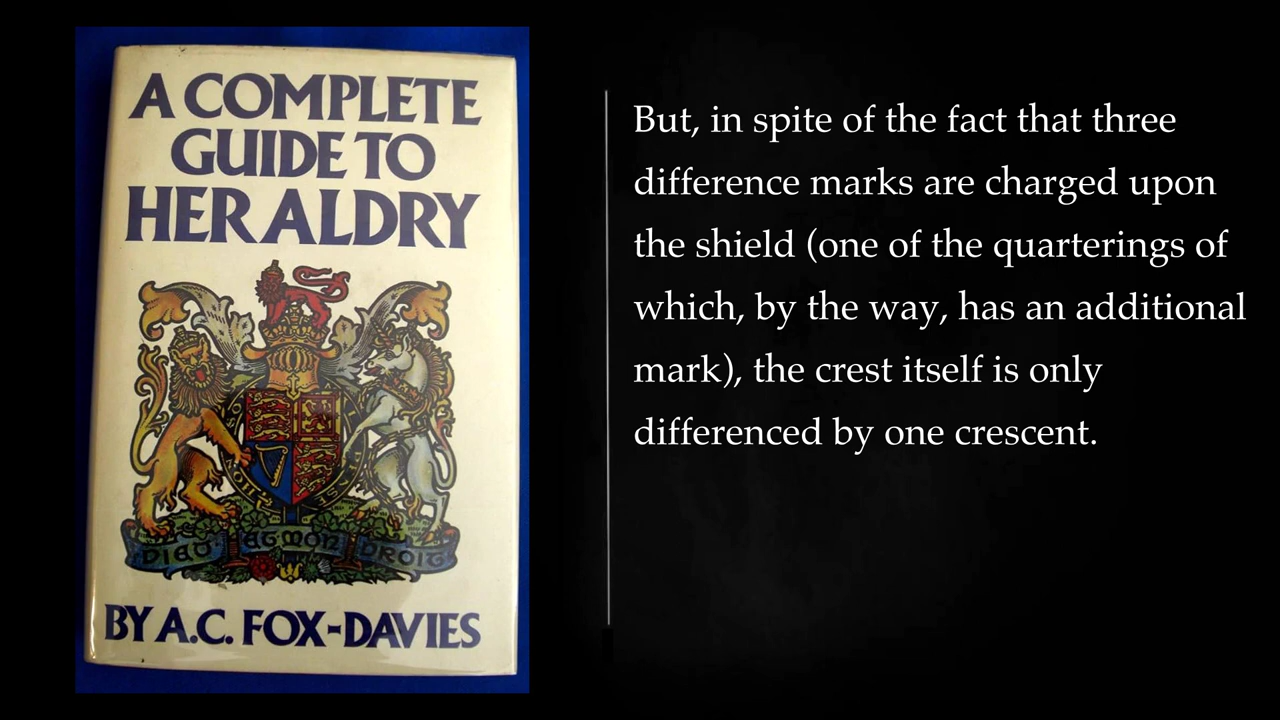 A COMPLETE
GUIDE TO
HERALDRY
DIEU ET MON DROIT
BY A.C. FOX-DAVIES
But, in spite of the fact that three
difference marks are charged upon
the shield (one of the quarterings of
which, by the way, has an additional
mark), the crest itself is only
differenced by one crescent.